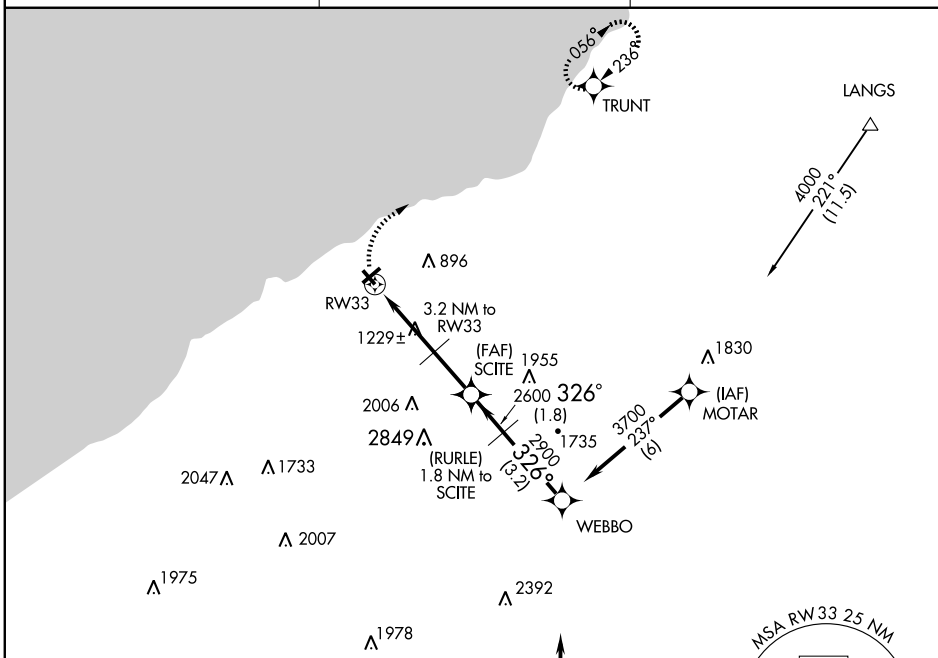 056°
236°
TRUNT
LANGS
4000
221°
(11.5)
896
RW33
3.2 NM to
RW33
1229±
(FAF)
SCITE
1955
1830
2600 326°
(1.8)
(IAF)
MOTAR
2006
3700
237°
(6)
2849
1735
2900
326°
(3.2)
(RURLE)
1.8 NM to
SCITE
2047
1733
WEBBO
2007
1975
2392
1978
MSA RW33 25 NM